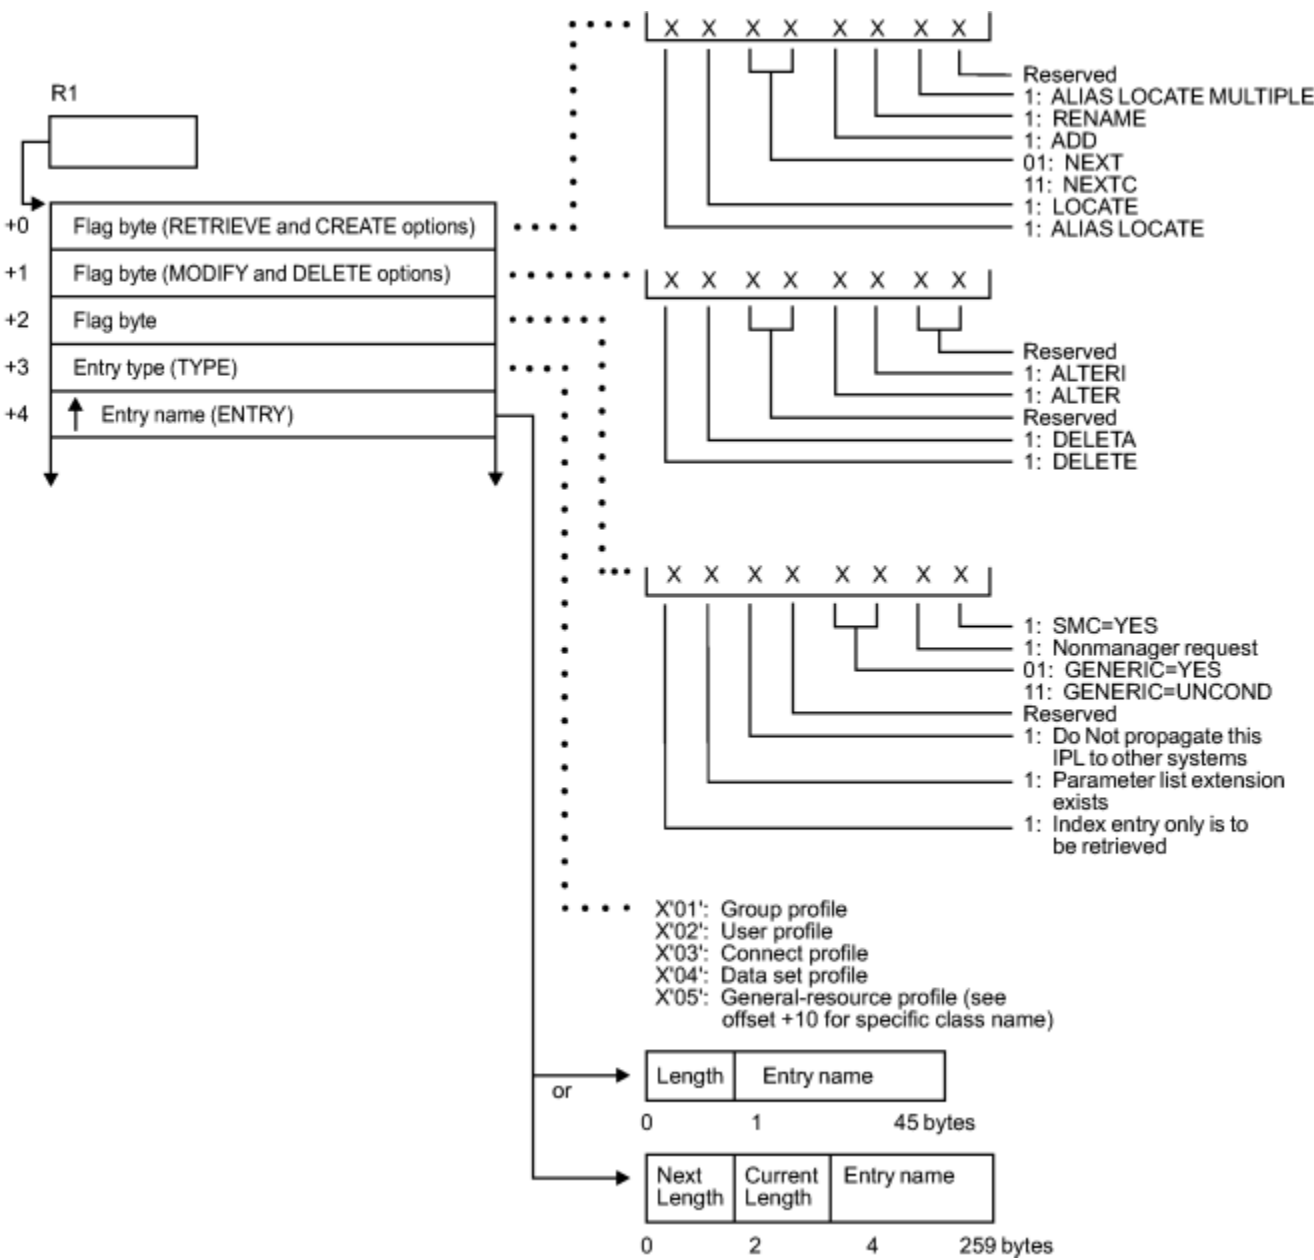 X X X X X X X X
Reserved
1: ALIAS LOCATE MULTIPLE
1: RENAME
1: ADD
01: NEXT
11: NEXTC
1: LOCATE
1: ALIAS LOCATE
R1
+0 Flag byte (RETRIEVE and CREATE options)
+1 Flag byte (MODIFY and DELETE options)
+2 Flag byte
+3 Entry type (TYPE)
+4 Entry name (ENTRY)
X X X X X X X X
Reserved
1: ALTERI
1: ALTER
Reserved
1: DELETA
1: DELETE
X X X X X X X X
1: SMC=YES
1: Nonmanager request
01: GENERIC=YES
11: GENERIC=UNCOND
Reserved
1: Do Not propagate this
IPL to other systems
1: Parameter list extension
exists
1: Index entry only is to
be retrieved
X'01': Group profile
X'02': User profile
X'03': Connect profile
X'04': Data set profile
X'05': General-resource profile (see
offset +10 for specific class name)
or
Length Entry name
0 1 45 bytes
Next Current Entry name
Length Length
0 2 4 259 bytes